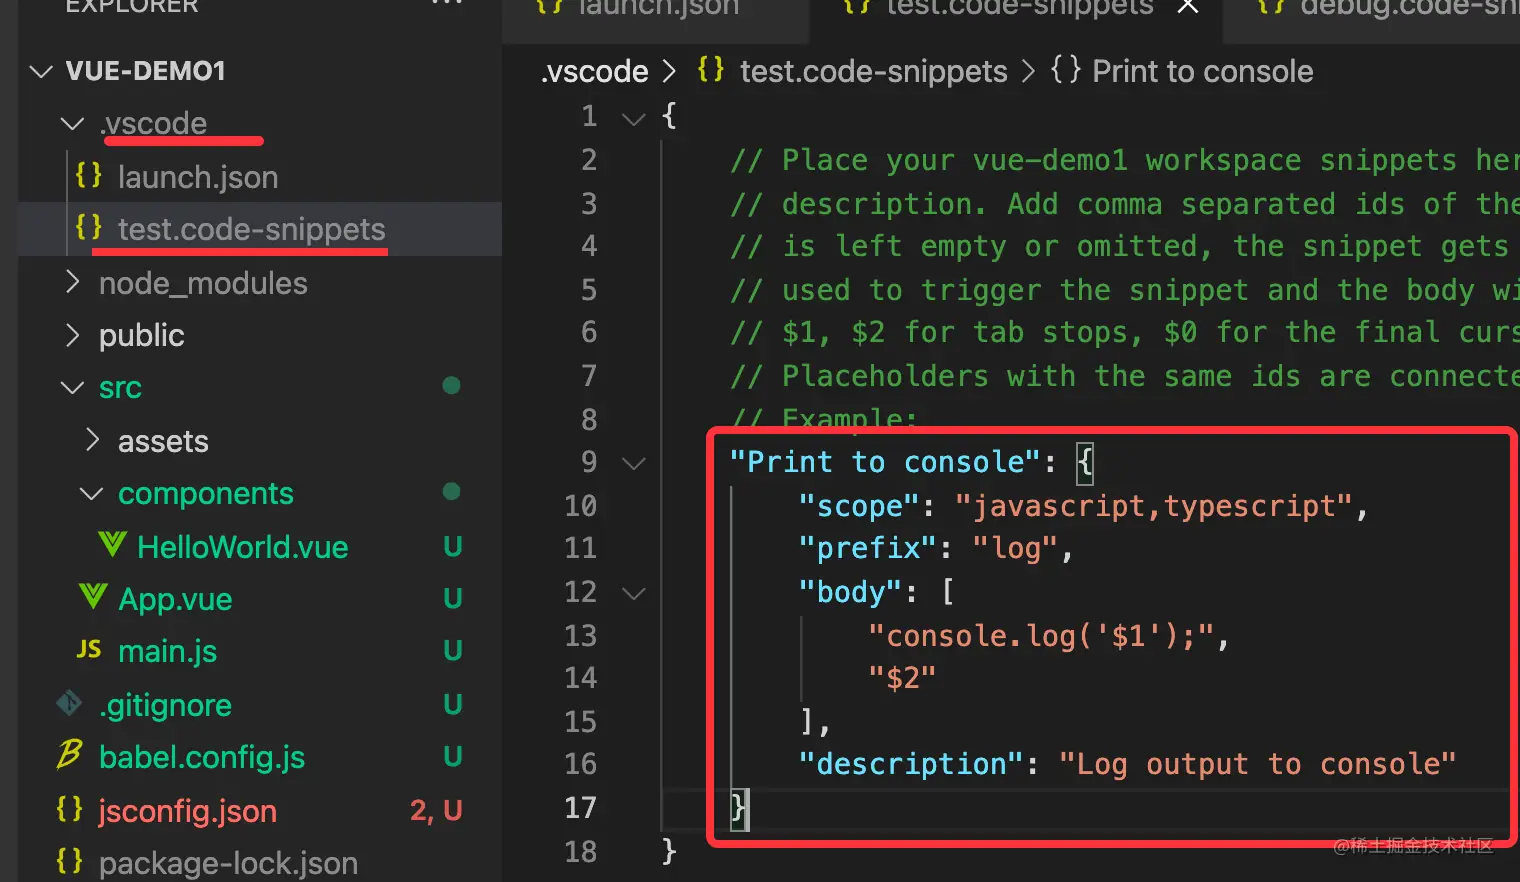 EXPLORER ...
VUE-DEMO1
.vscode
{} launch.json
{} test.code-snippets
node_modules
public
src
assets
components
HelloWorld.vue U
App.vue U
JS main.js U
.gitignore U
babel.config.js U
{} jsconfig.json 2, U
{} package-lock.json
{} launch.json
{} test.code-snippets ×
{} debug.code-sn
.vscode > {} test.code-snippets > {} Print to console
1 {
2 // Place your vue-demo1 workspace snippets her
3 // description. Add comma separated ids of the
4 // is left empty or omitted, the snippet gets
5 // used to trigger the snippet and the body wi
6 // $1, $2 for tab stops, $0 for the final curs
7 // Placeholders with the same ids are connecte
8 // Example:
9 "Print to console": {
10 "scope": "javascript,typescript",
11 "prefix": "log",
12 "body": [
13 "console.log('$1');",
14 "$2"
15 ],
16 "description": "Log output to console"
17 }
18 }
@稀土掘金技术社区